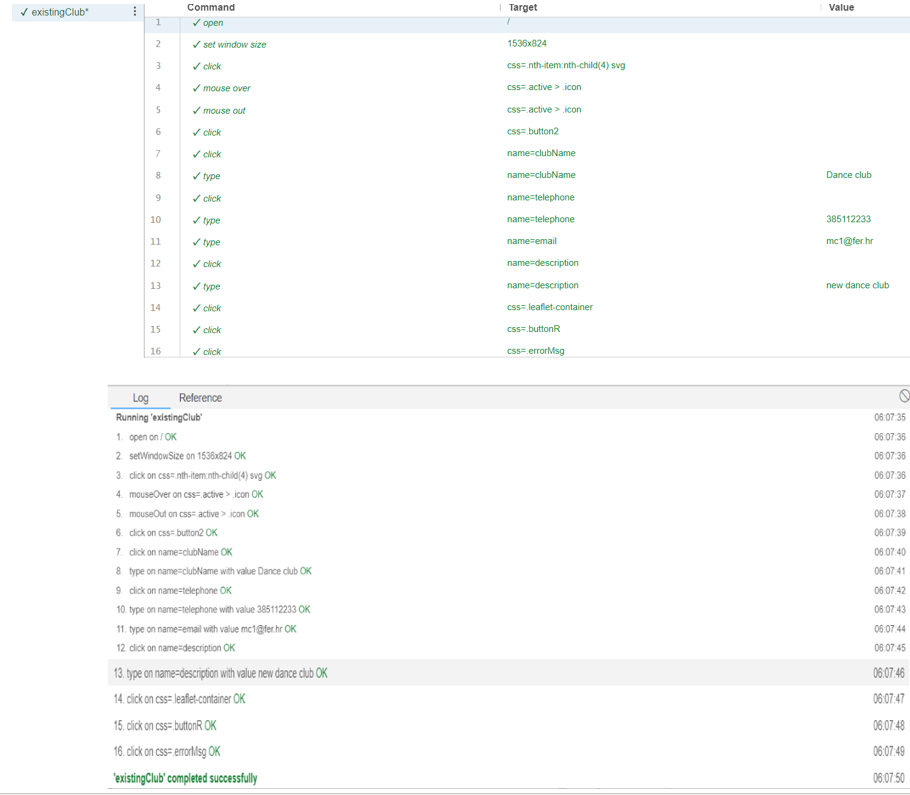 ✓ existingClub*
Command Target Value
1 ✓ open /
2 ✓ set window size 1536x824
3 ✓ click css=.nth-item:nth-child(4) svg
4 ✓ mouse over css=.active > .icon
5 ✓ mouse out css=.active > .icon
6 ✓ click css=.button2
7 ✓ click name=clubName
8 ✓ type name=clubName Dance club
9 ✓ click name=telephone
10 ✓ type name=telephone 385112233
11 ✓ type name=email mc1@fer.hr
12 ✓ click name=description
13 ✓ type name=description new dance club
14 ✓ click css=.leaflet-container
15 ✓ click css=.buttonR
16 ✓ click css=.errorMsg
Log Reference
Running 'existingClub' 06:07:35
1. open on / OK 06:07:36
2. setWindowSize on 1536x824 OK 06:07:36
3. click on css=.nth-item:nth-child(4) svg OK 06:07:36
4. mouseOver on css=.active > .icon OK 06:07:37
5. mouseOut on css=.active > .icon OK 06:07:38
6. click on css=.button2 OK 06:07:39
7. click on name=clubName OK 06:07:40
8. type on name=clubName with value Dance club OK 06:07:41
9. click on name=telephone OK 06:07:42
10. type on name=telephone with value 385112233 OK 06:07:43
11. type on name=email with value mc1@fer.hr OK 06:07:44
12. click on name=description OK 06:07:45
13. type on name=description with value new dance club OK 06:07:46
14. click on css=.leaflet-container OK 06:07:47
15. click on css=.buttonR OK 06:07:48
16. click on css=.errorMsg OK 06:07:49
'existingClub' completed successfully 06:07:50